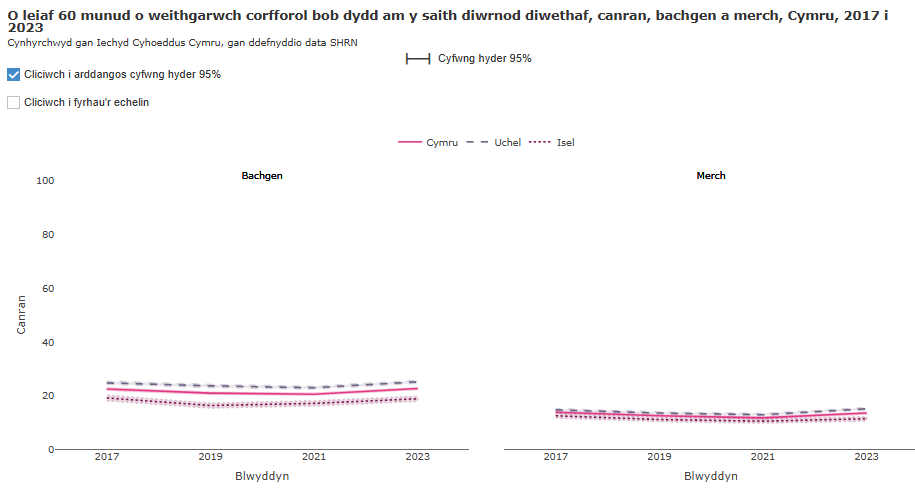 O leiaf 60 munud o weithgarwch corfforol bob dydd am y saith diwrnod diwethaf, canran, bachgen a merch, Cymru, 2017 i
2023
Cynhyrchwyd gan Iechyd Cyhoeddus Cymru, gan ddefnyddio data SHRN
Cyfwng hyder 95%
Cliciwch i arddangos cyfwng hyder 95%
Cliciwch i fyrhau'r echelin
Cymru Uchel Isel
Bachgen Merch
100
80
60
40
20
0
Canran
2017 2019 2021 2023 2017 2019 2021 2023
Blwyddyn Blwyddyn